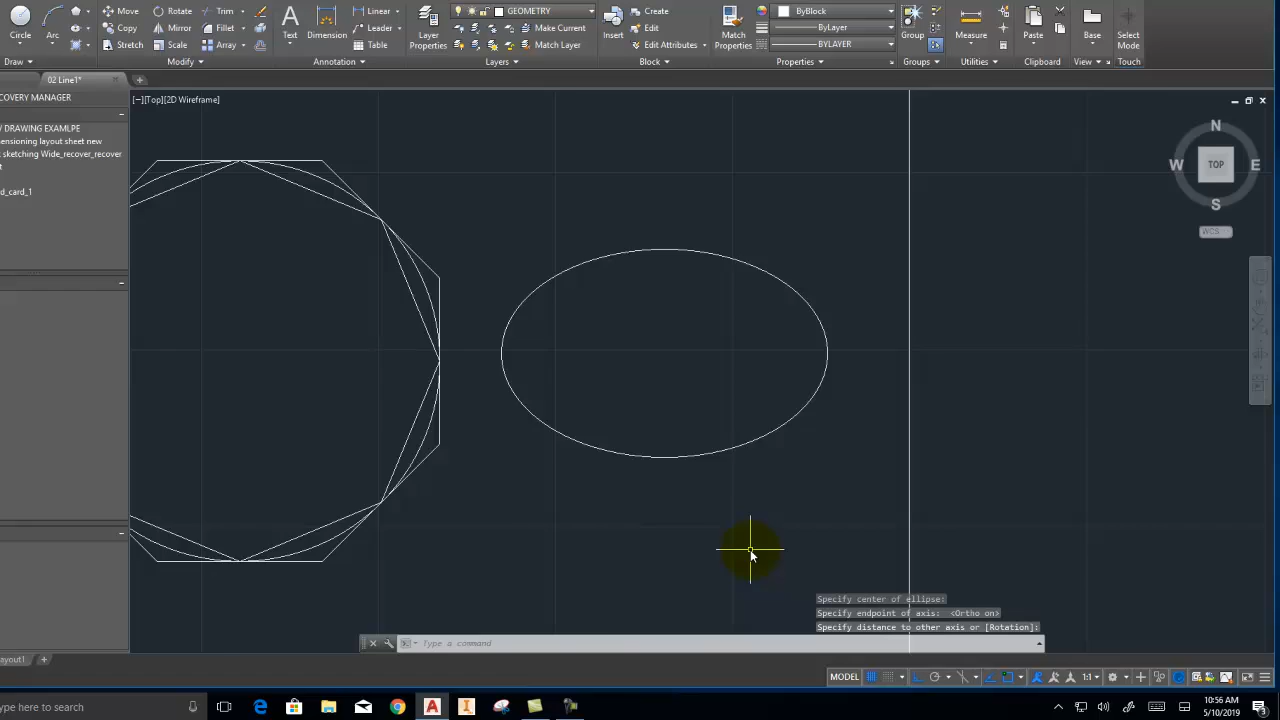 Circle
Arc
Move
Rotate
Trim
Copy
Mirror
Fillet
Stretch
Scale
Array
Text
Dimension
Linear
Leader
Table
Layer
Properties
GEOMETRY
Make Current
Match Layer
Insert
Create
Edit
Edit Attributes
Match
Properties
ByBlock
ByLayer
BYLAYER
Group
Measure
Paste
Base
Select
Mode
Draw
Modify
Annotation
Layers
Block
Properties
Groups
Utilities
Clipboard
View
Touch
02 Line1*
COVERY MANAGER
[−][Top][2D Wireframe]
DRAWING EXAMLPE
ensioning layout sheet new
sketching Wide_recover_recover
d_card_1
N
W
TOP
E
S
WCS
Specify center of ellipse:
Specify endpoint of axis: <Ortho on>
Specify distance to other axis or [Rotation]:
Type a command
ayout1
MODEL
1:1
here to search
A
I
10:56 AM
5/10/2019
3